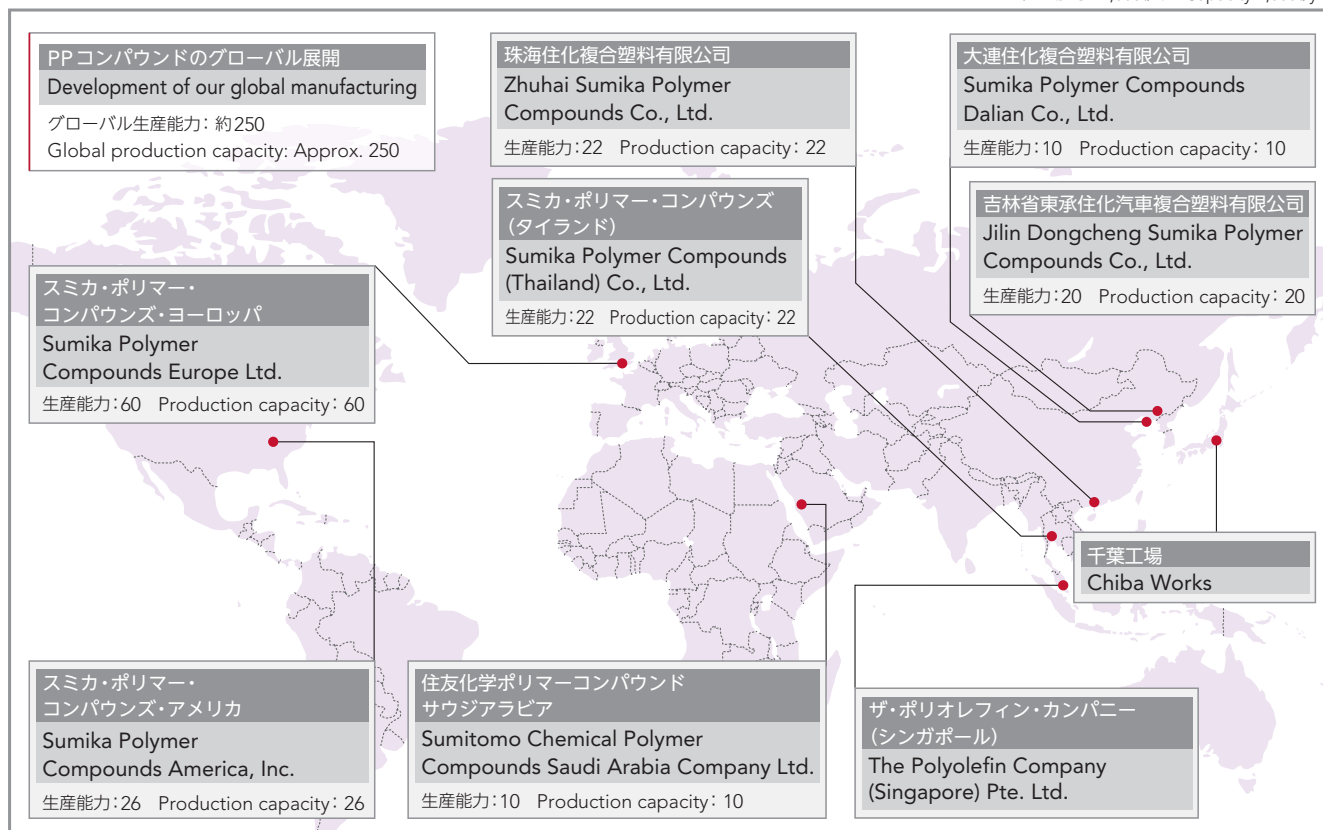 PPコンパウンドのグローバル展開
Development of our global manufacturing
グローバル生産能力：約250
Global production capacity: Approx. 250
珠海住化複合塑料有限公司
Zhuhai Sumika Polymer
Compounds Co., Ltd.
生産能力：22 Production capacity：22
大連住化複合塑料有限公司
Sumika Polymer Compounds
Dalian Co., Ltd.
生産能力：10 Production capacity：10
スミカ・ポリマー・コンパウンズ
（タイランド）
Sumika Polymer Compounds
(Thailand) Co., Ltd.
生産能力：22 Production capacity：22
吉林省東承住化汽車複合塑料有限公司
Jilin Dongcheng Sumika Polymer
Compounds Co., Ltd.
生産能力：20 Production capacity：20
スミカ・ポリマー・
コンパウンズ・ヨーロッパ
Sumika Polymer
Compounds Europe Ltd.
生産能力：60 Production capacity：60
千葉工場
Chiba Works
スミカ・ポリマー・
コンパウンズ・アメリカ
Sumika Polymer
Compounds America, Inc.
生産能力：26 Production capacity：26
住友化学ポリマーコンパウンド
サウジアラビア
Sumitomo Chemical Polymer
Compounds Saudi Arabia Company Ltd.
生産能力：10 Production capacity：10
ザ・ポリオレフィン・カンパニー
（シンガポール）
The Polyolefin Company
(Singapore) Pte. Ltd.